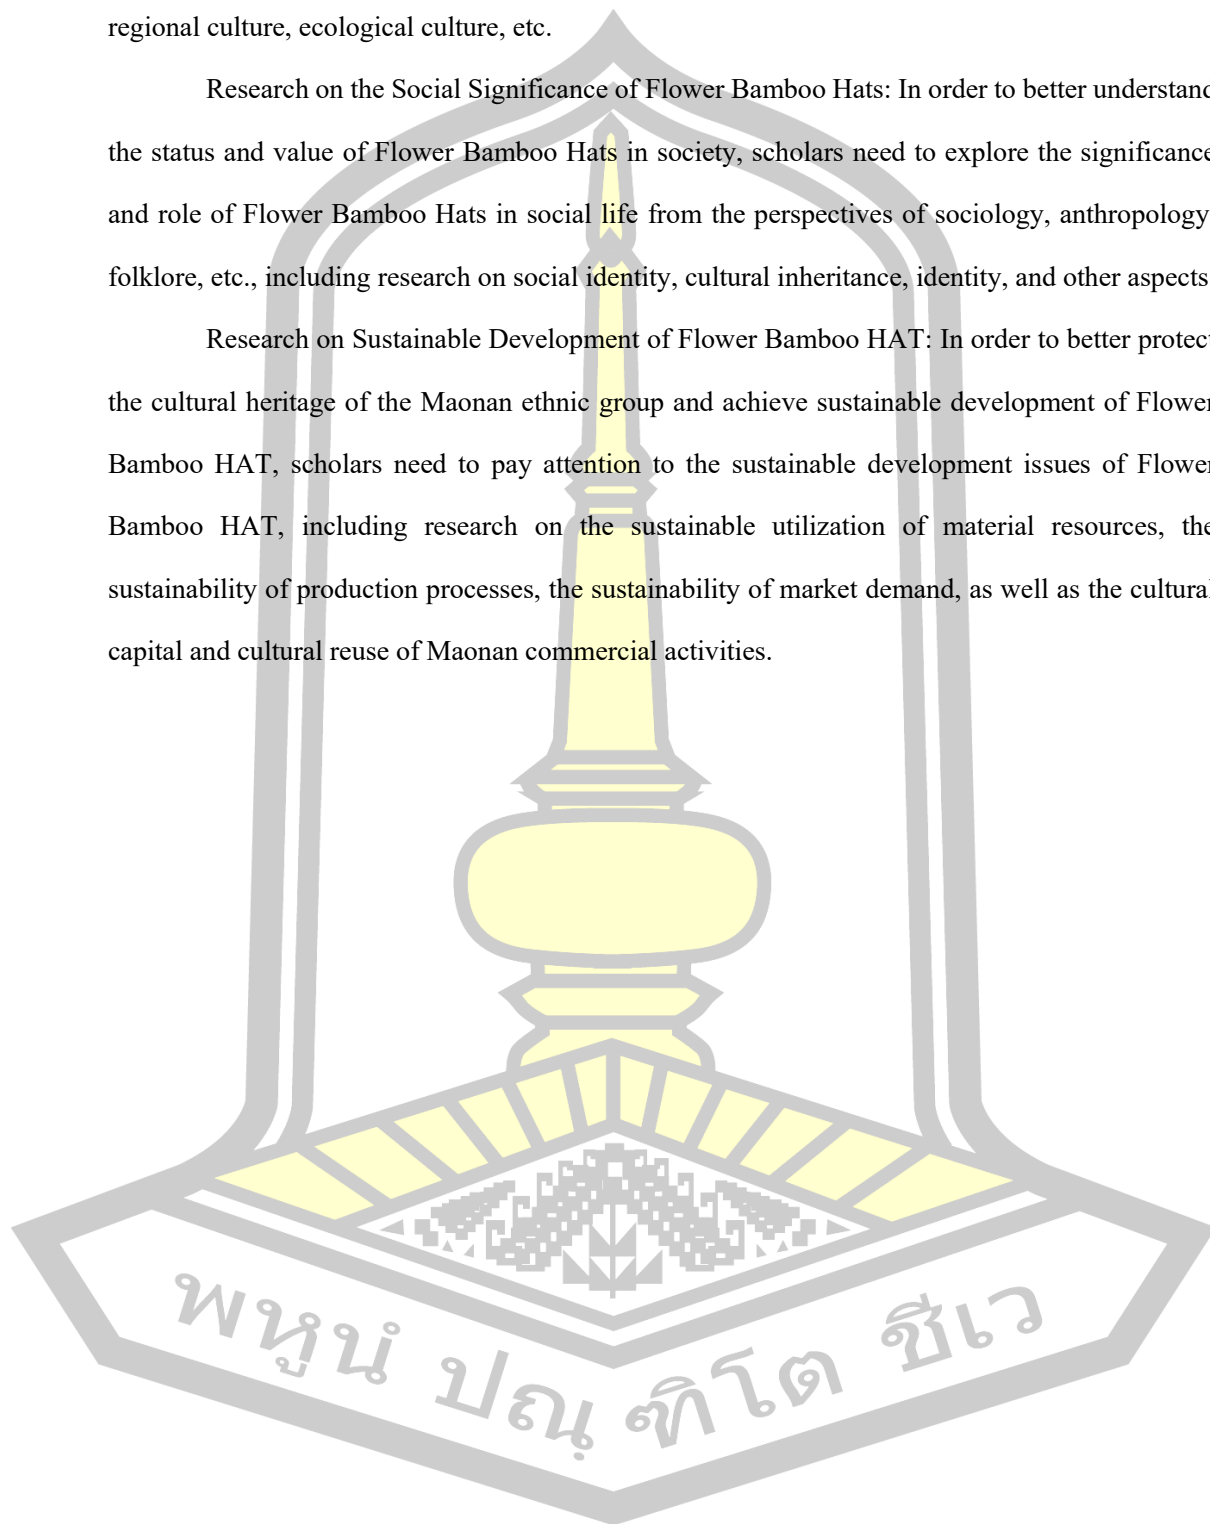 regional culture, ecological culture, etc.
Research on the Social Significance of Flower Bamboo Hats: In order to better understand
the status and value of Flower Bamboo Hats in society, scholars need to explore the significance
and role of Flower Bamboo Hats in social life from the perspectives of sociology, anthropology
folklore, etc., including research on social identity, cultural inheritance, identity, and other aspects
Research on Sustainable Development of Flower Bamboo HAT: In order to better protect
the cultural heritage of the Maonan ethnic group and achieve sustainable development of Flower
Bamboo HAT, scholars need to pay attention to the sustainable development issues of Flower
Bamboo HAT, including research on the sustainable utilization of material resources, the
sustainability of production processes, the sustainability of market demand, as well as the cultural
capital and cultural reuse of Maonan commercial activities.
พหูนํ ปณฺฑิโต ชีเว